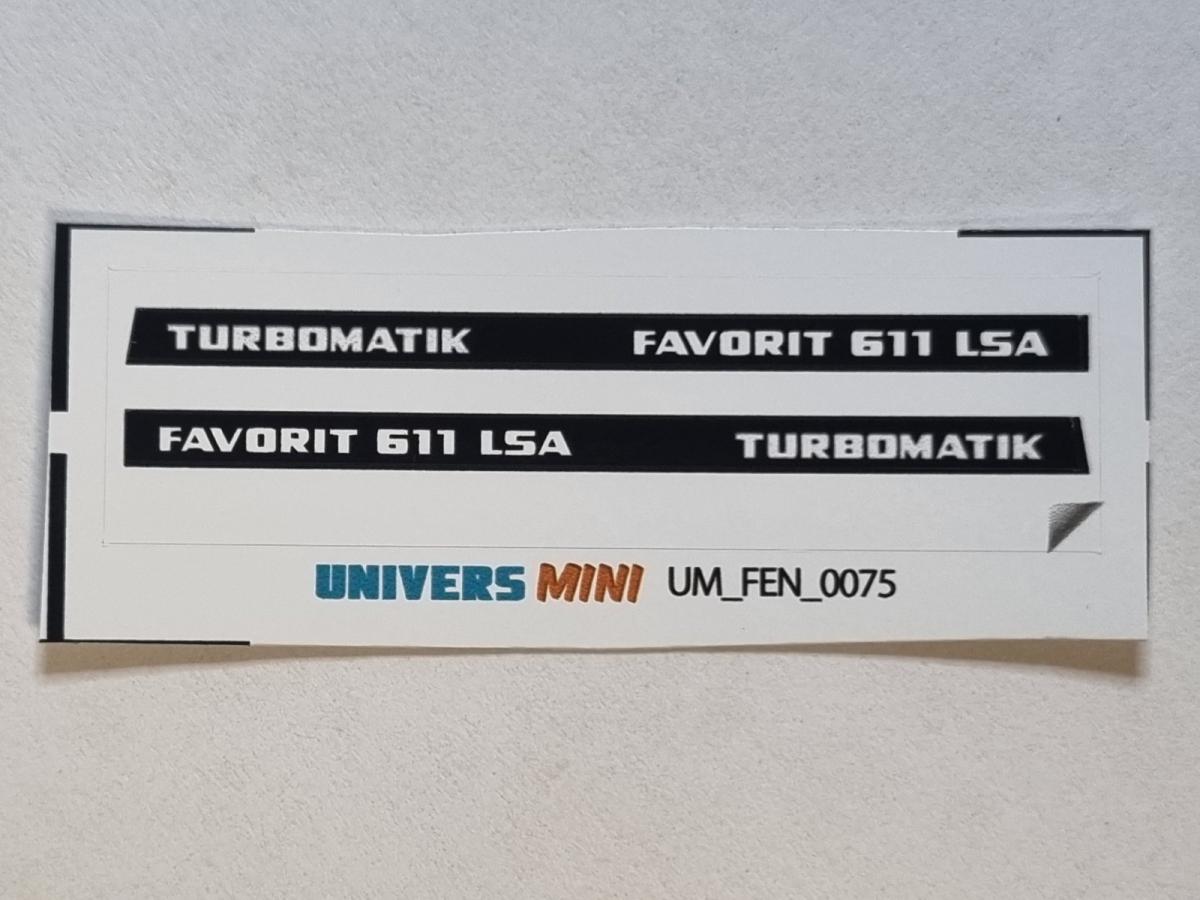 TURBOMATIK FAVORIT 611 LSA
FAVORIT 611 LSA TURBOMATIK
UNIVERS MINI UM_FEN_0075